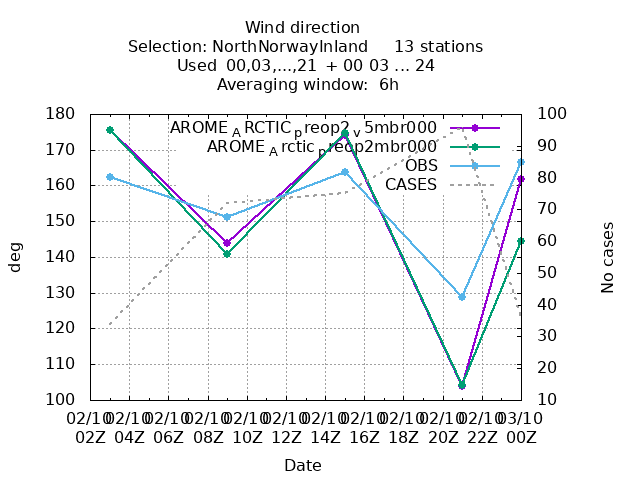 Wind direction
Selection: NorthNorwayInland 13 stations
Used 00,03,...,21 + 00 03 ... 24
Averaging window: 6h
180 100
AROME_ARCTIC_preop2_v5mbr000
170 90
AROME_Arctic_preop2mbr000
OBS
160 80
CASES
150 70
140 60
130 50
120 40
110 30
100 20
10
deg
No cases
02/10 02/10 02/10 02/10 02/10 02/10 02/10 02/10 02/10 02/10 02/10 03/10
02Z 04Z 06Z 08Z 10Z 12Z 14Z 16Z 18Z 20Z 22Z 00Z
Date